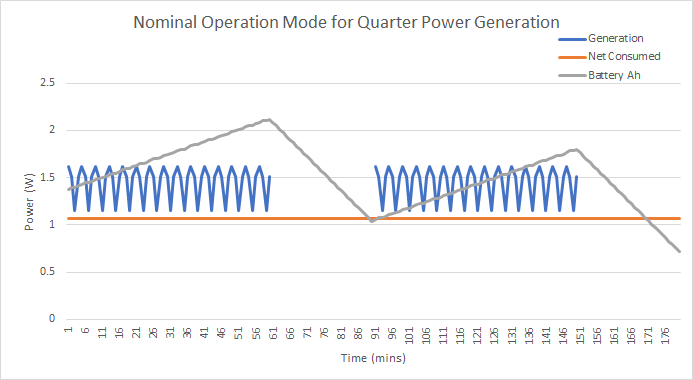 Nominal Operation Mode for Quarter Power Generation
Generation
Net Consumed
Battery Ah
2.5
2
1.5
1
0.5
0
Power (W)
1 6 11 16 21 26 31 36 41 46 51 56 61 66 71 76 81 86 91 96 101 106 111 116 121 126 131 136 141 146 151 156 161 166 171 176
Time (mins)